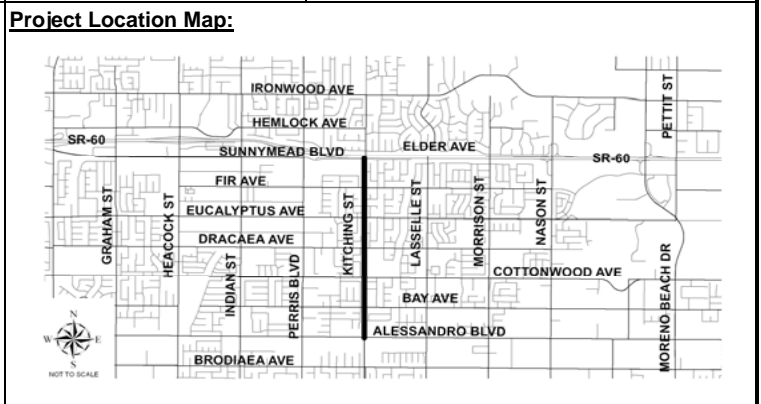 Project Location Map:
IRONWOOD AVE
HEMLOCK AVE
PETTIT ST
SR-60
SUNNYMEAD BLVD
ELDER AVE
SR-60
FIR AVE
EUCALYPTUS AVE
DRACAEA AVE
GRAHAM ST
HEACOCK ST
INDIAN ST
PERRIS BLVD
KITCHING ST
LASSELLE ST
MORRISON ST
NASON ST
COTTONWOOD AVE
MORENO BEACH DR
BAY AVE
ALESSANDRO BLVD
BRODIAEA AVE
N
W E
S
NOT TO SCALE